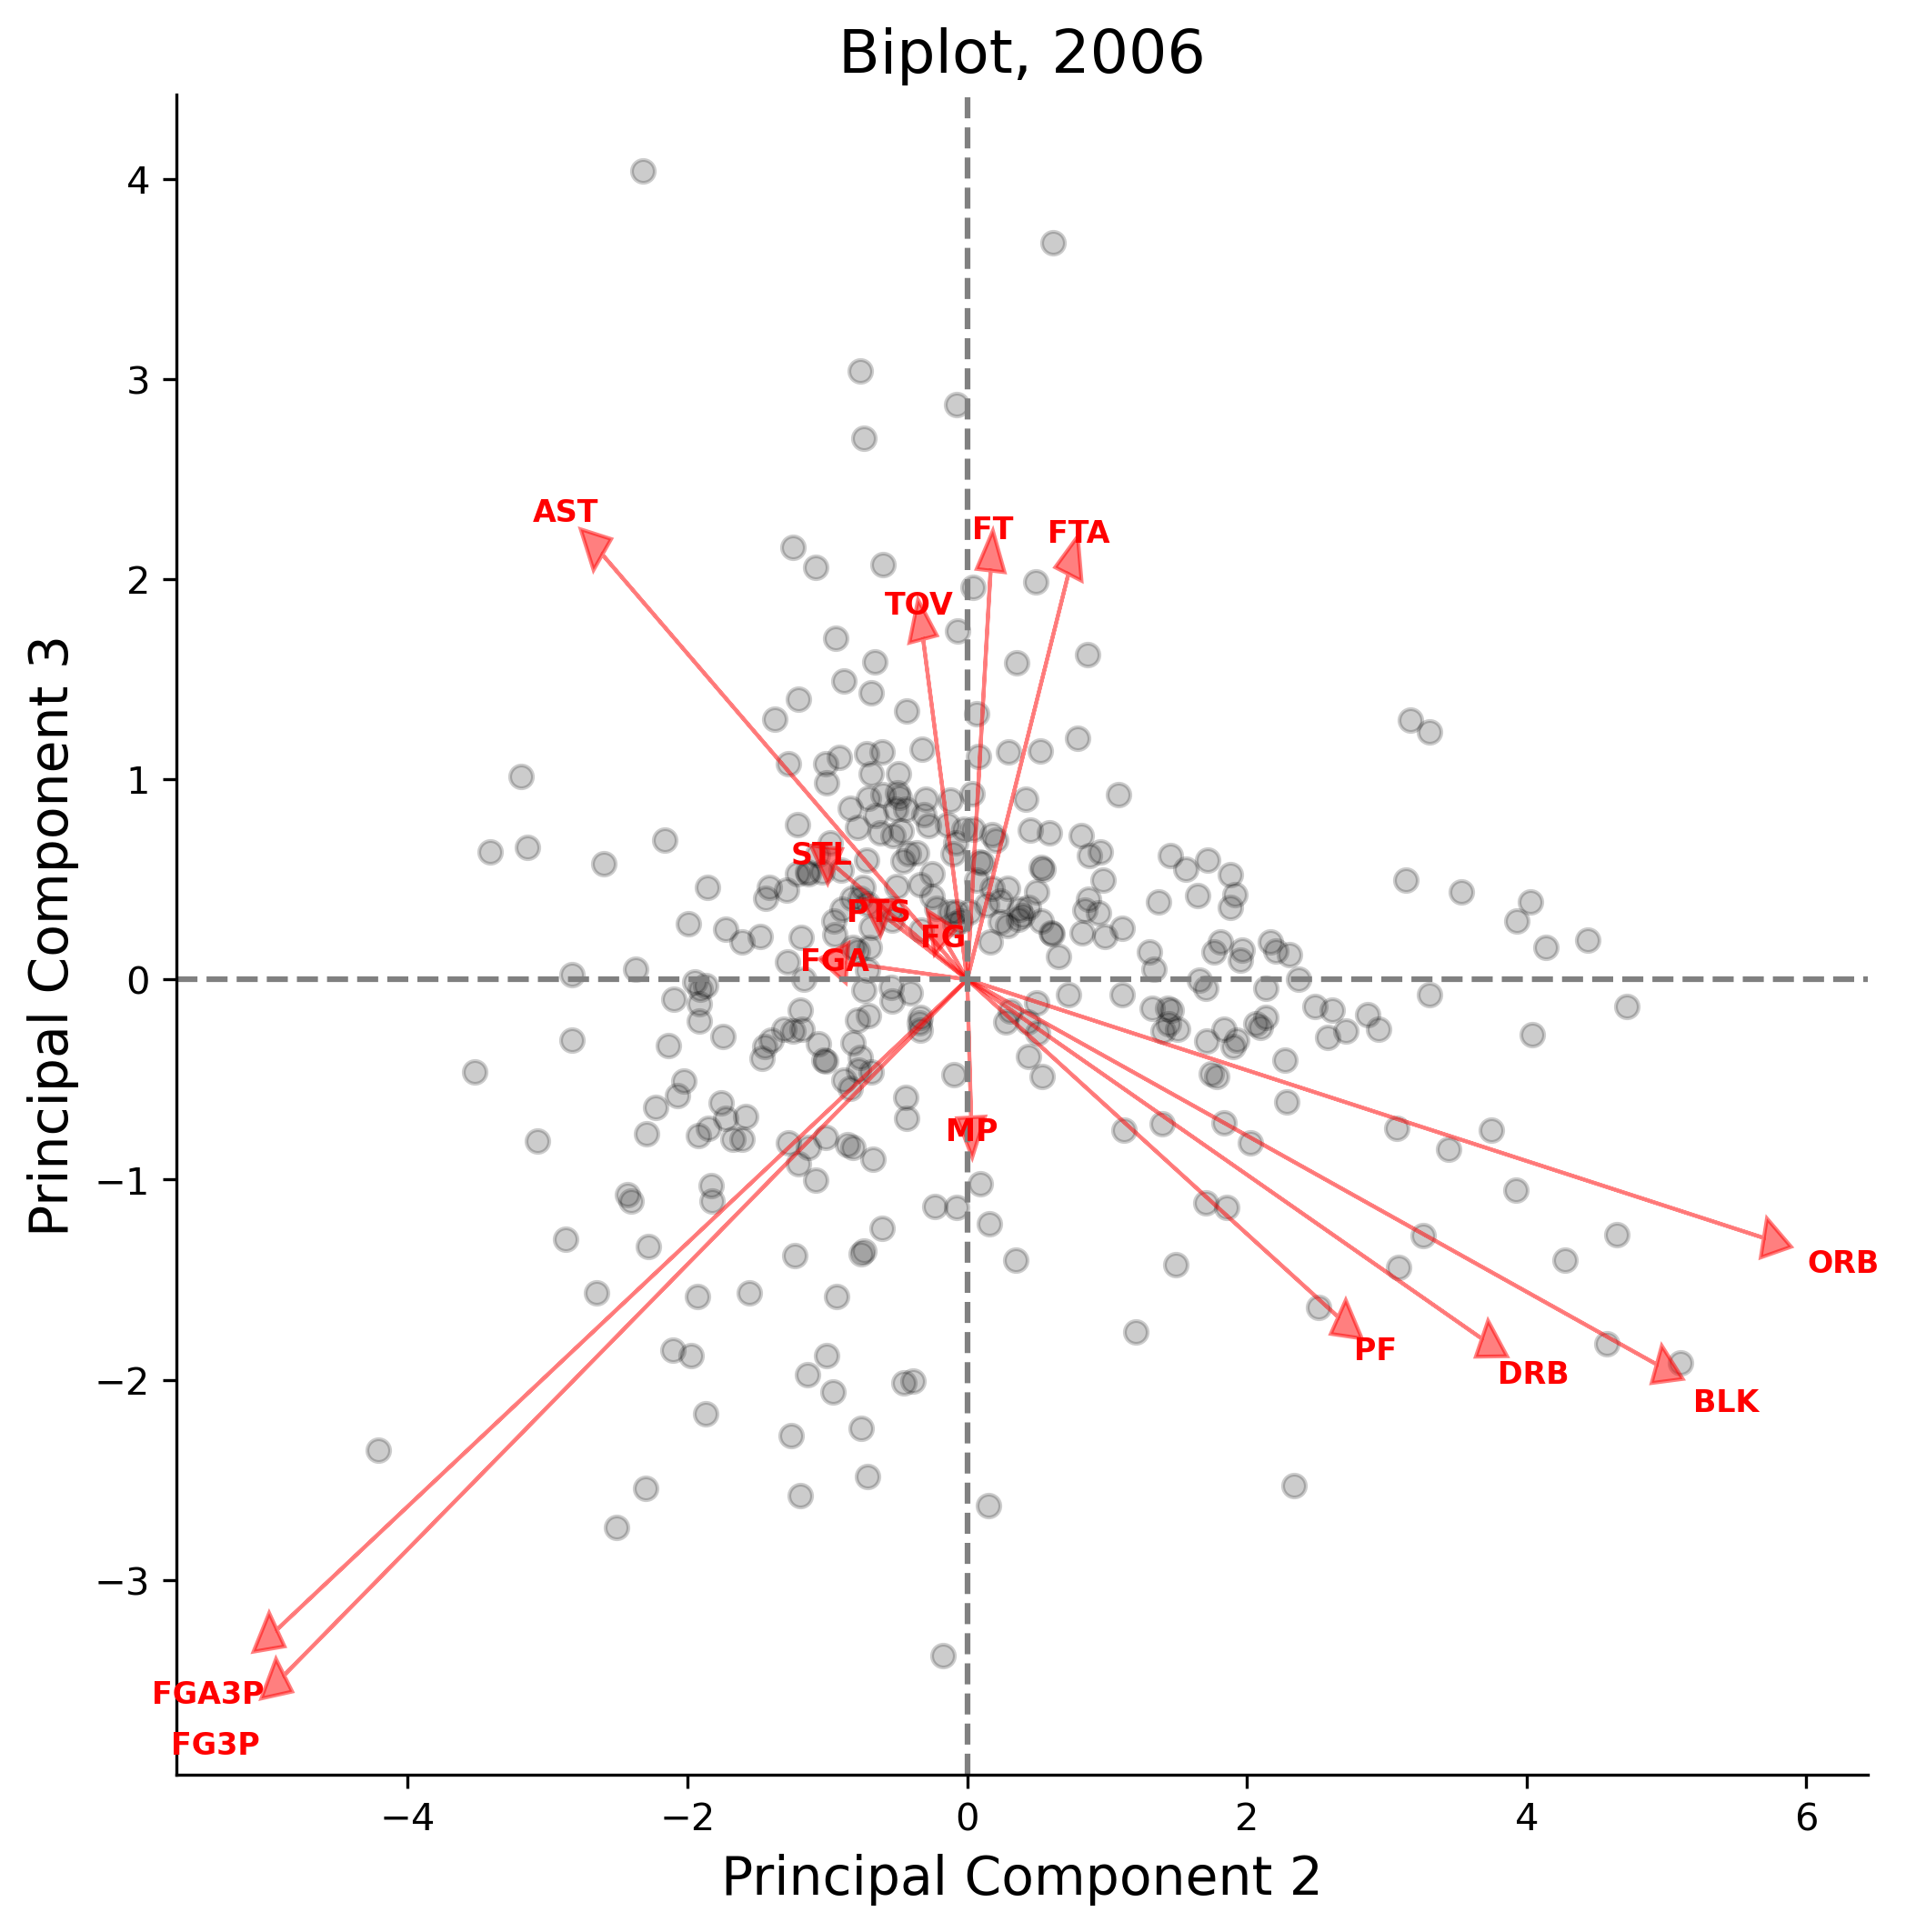 Biplot, 2006
Principal Component 3
4
3
2
1
0
−1
−2
−3
AST
FT
FTA
TOV
STL
PTS
FG
FGA
MP
ORB
PF
DRB
BLK
FGA3P
FG3P
−4
−2
0
2
4
6
Principal Component 2